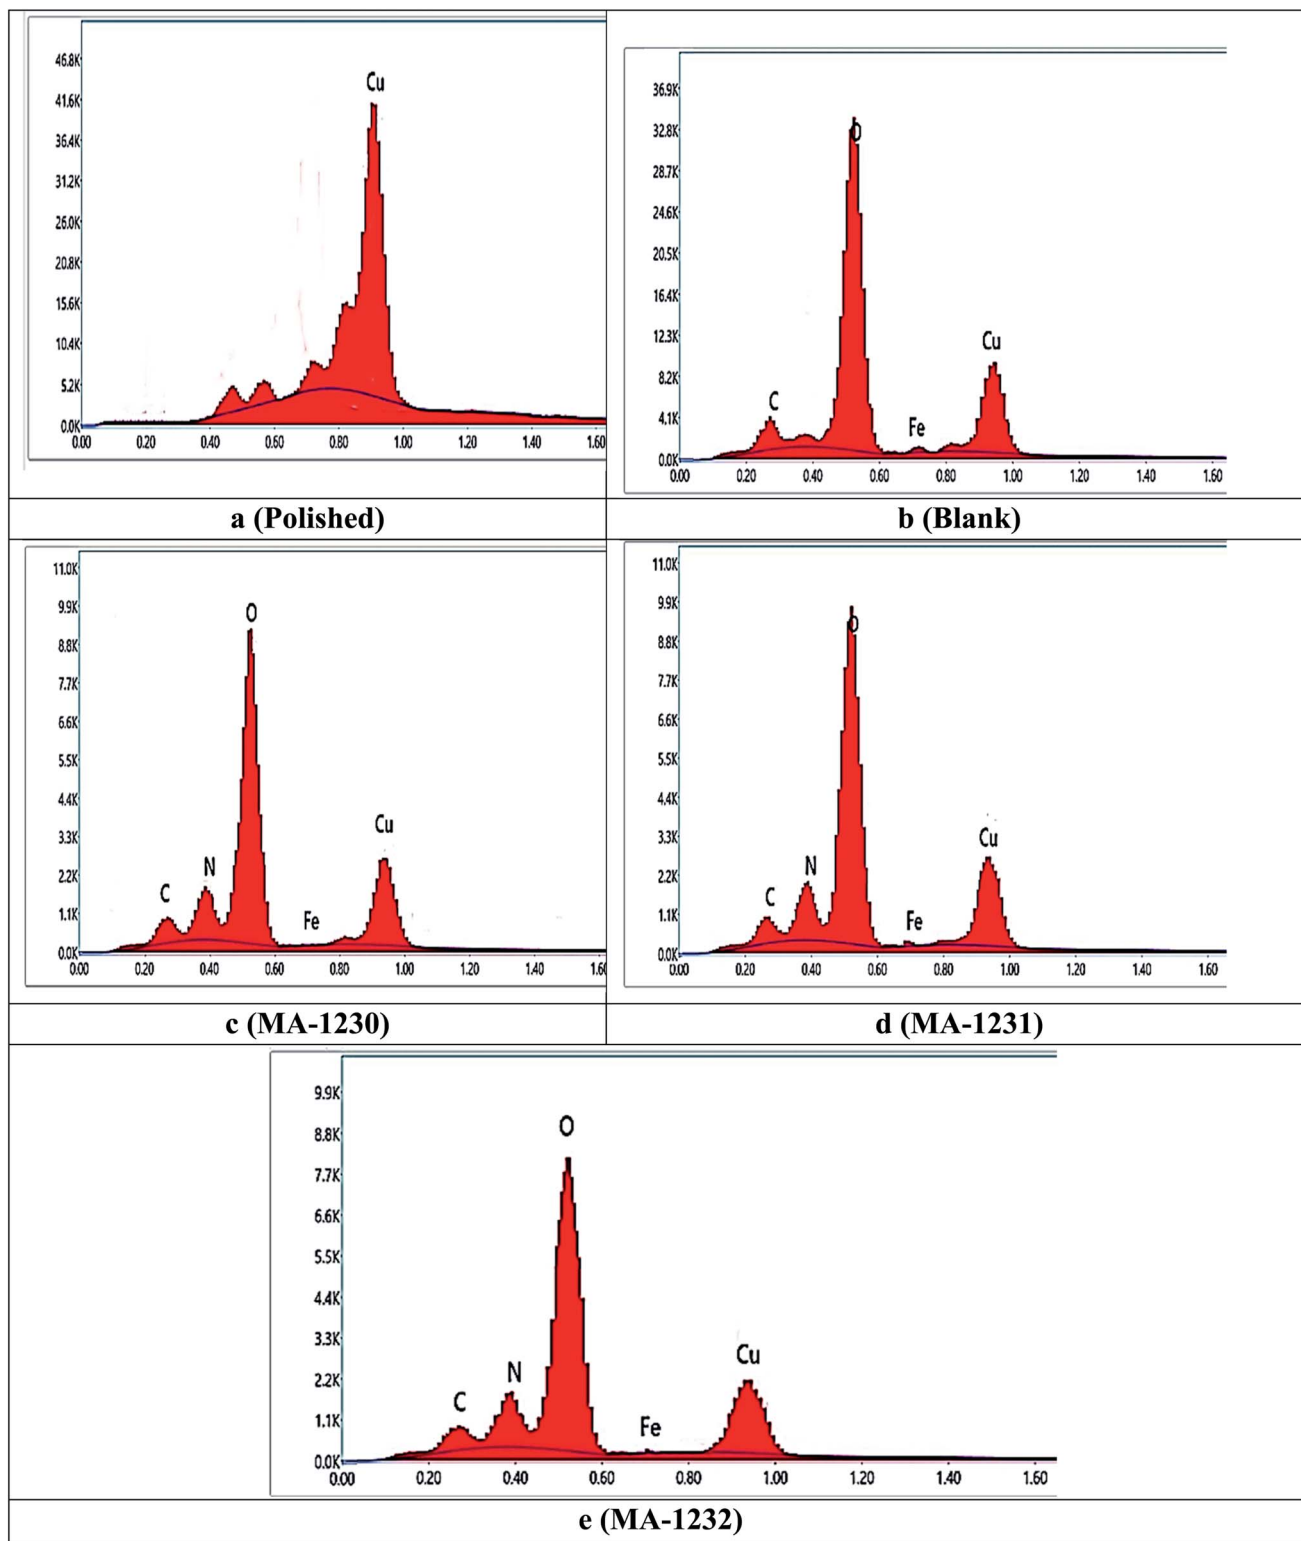 46.8K
41.6K
36.4K
31.2K
26.0K
20.8K
15.6K
10.4K
5.2K
0.0K
Cu
0.00 0.20 0.40 0.60 0.80 1.00 1.20 1.40 1.60
a (Polished)
36.9K
32.8K
28.7K
24.6K
20.5K
16.4K
12.3K
8.2K
4.1K
0.0K
C
O
Fe
Cu
0.00 0.20 0.40 0.60 0.80 1.00 1.20 1.40 1.60
b (Blank)
11.0K
9.9K
8.8K
7.7K
6.6K
5.5K
4.4K
3.3K
2.2K
1.1K
0.0K
C
N
O
Fe
Cu
0.00 0.20 0.40 0.60 0.80 1.00 1.20 1.40 1.60
c (MA-1230)
11.0K
9.9K
8.8K
7.7K
6.6K
5.5K
4.4K
3.3K
2.2K
1.1K
0.0K
C
N
O
Fe
Cu
0.00 0.20 0.40 0.60 0.80 1.00 1.20 1.40 1.60
d (MA-1231)
9.9K
8.8K
7.7K
6.6K
5.5K
4.4K
3.3K
2.2K
1.1K
0.0K
C
N
O
Fe
Cu
0.00 0.20 0.40 0.60 0.80 1.00 1.20 1.40 1.60
e (MA-1232)